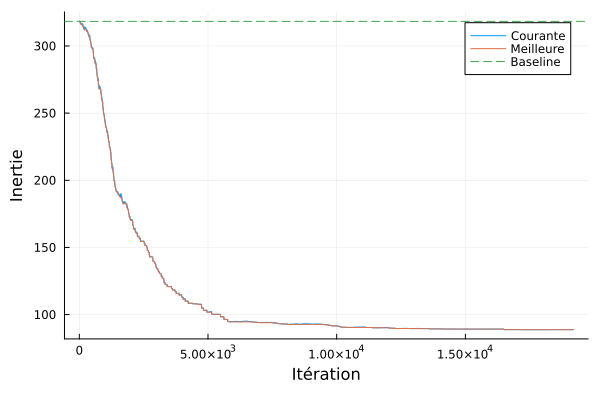 Courante
Meilleure
Baseline
300
250
200
150
100
Inertie
0
5.00×10³
1.00×10⁴
1.50×10⁴
Itération